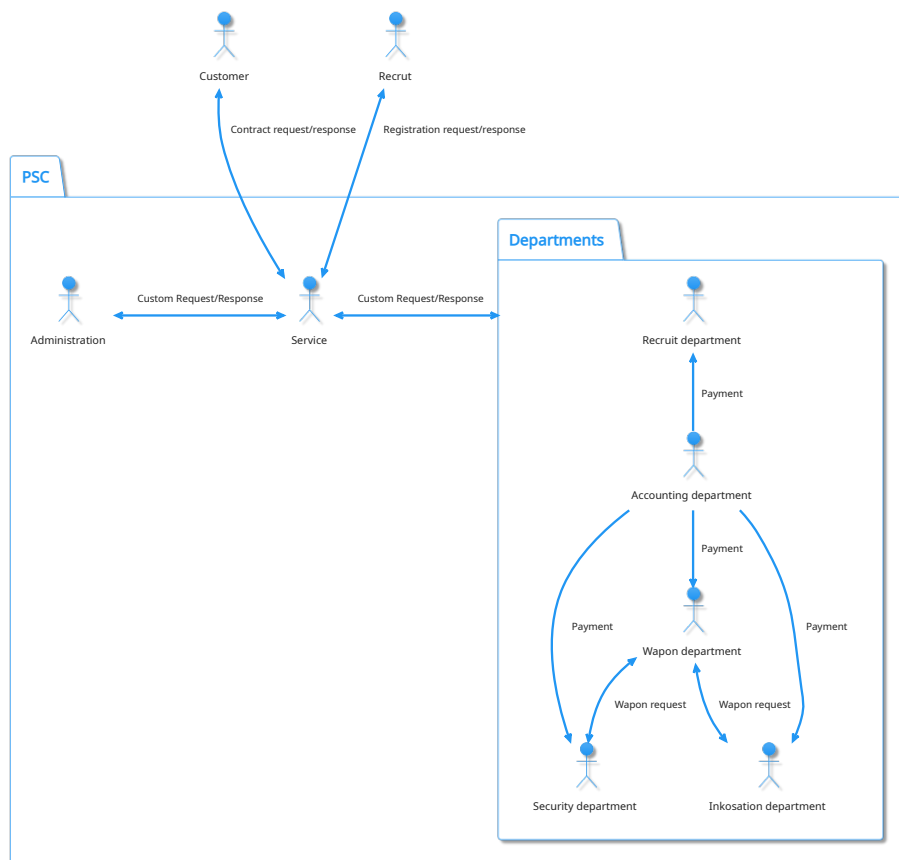 Customer
Recrut
Contract request/response
Registration request/response
PSC
Departments
Custom Request/Response
Custom Request/Response
Administration
Service
Recruit department
Payment
Accounting department
Payment
Payment
Payment
Wapon department
Wapon request
Wapon request
Security department
Inkosation department